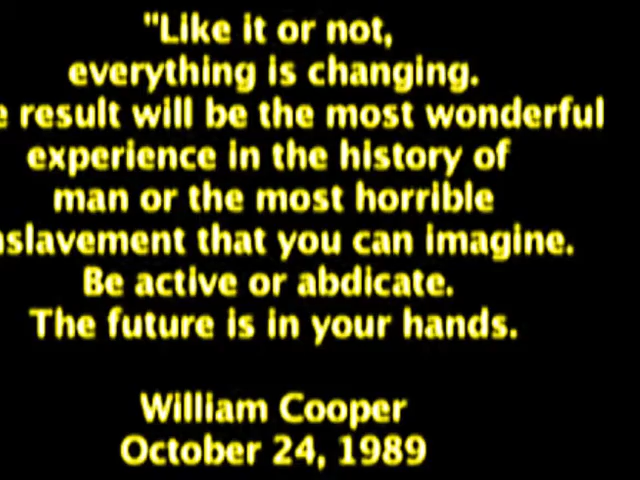 "Like it or not,
everything is changing.
e result will be the most wonderful
experience in the history of
man or the most horrible
nslavement that you can imagine.
Be active or abdicate.
The future is in your hands.
William Cooper
October 24, 1989